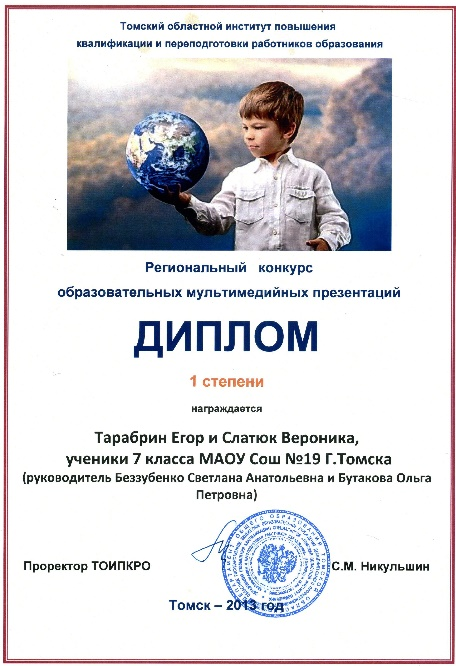 Томский областной институт повышения
квалификации и переподготовки работников образования
Региональный конкурс
образовательных мультимедийных презентаций
ДИПЛОМ
1 степени
награждается
Тарабрин Егор и Слатюк Вероника,
ученики 7 класса МАОУ Сош №19 Г.Томска
(руководитель Беззубенко Светлана Анатольевна и Бутакова Ольга
Петровна)
Проректор ТОИПКРО С.М. Никульшин
Томск – 2013 год